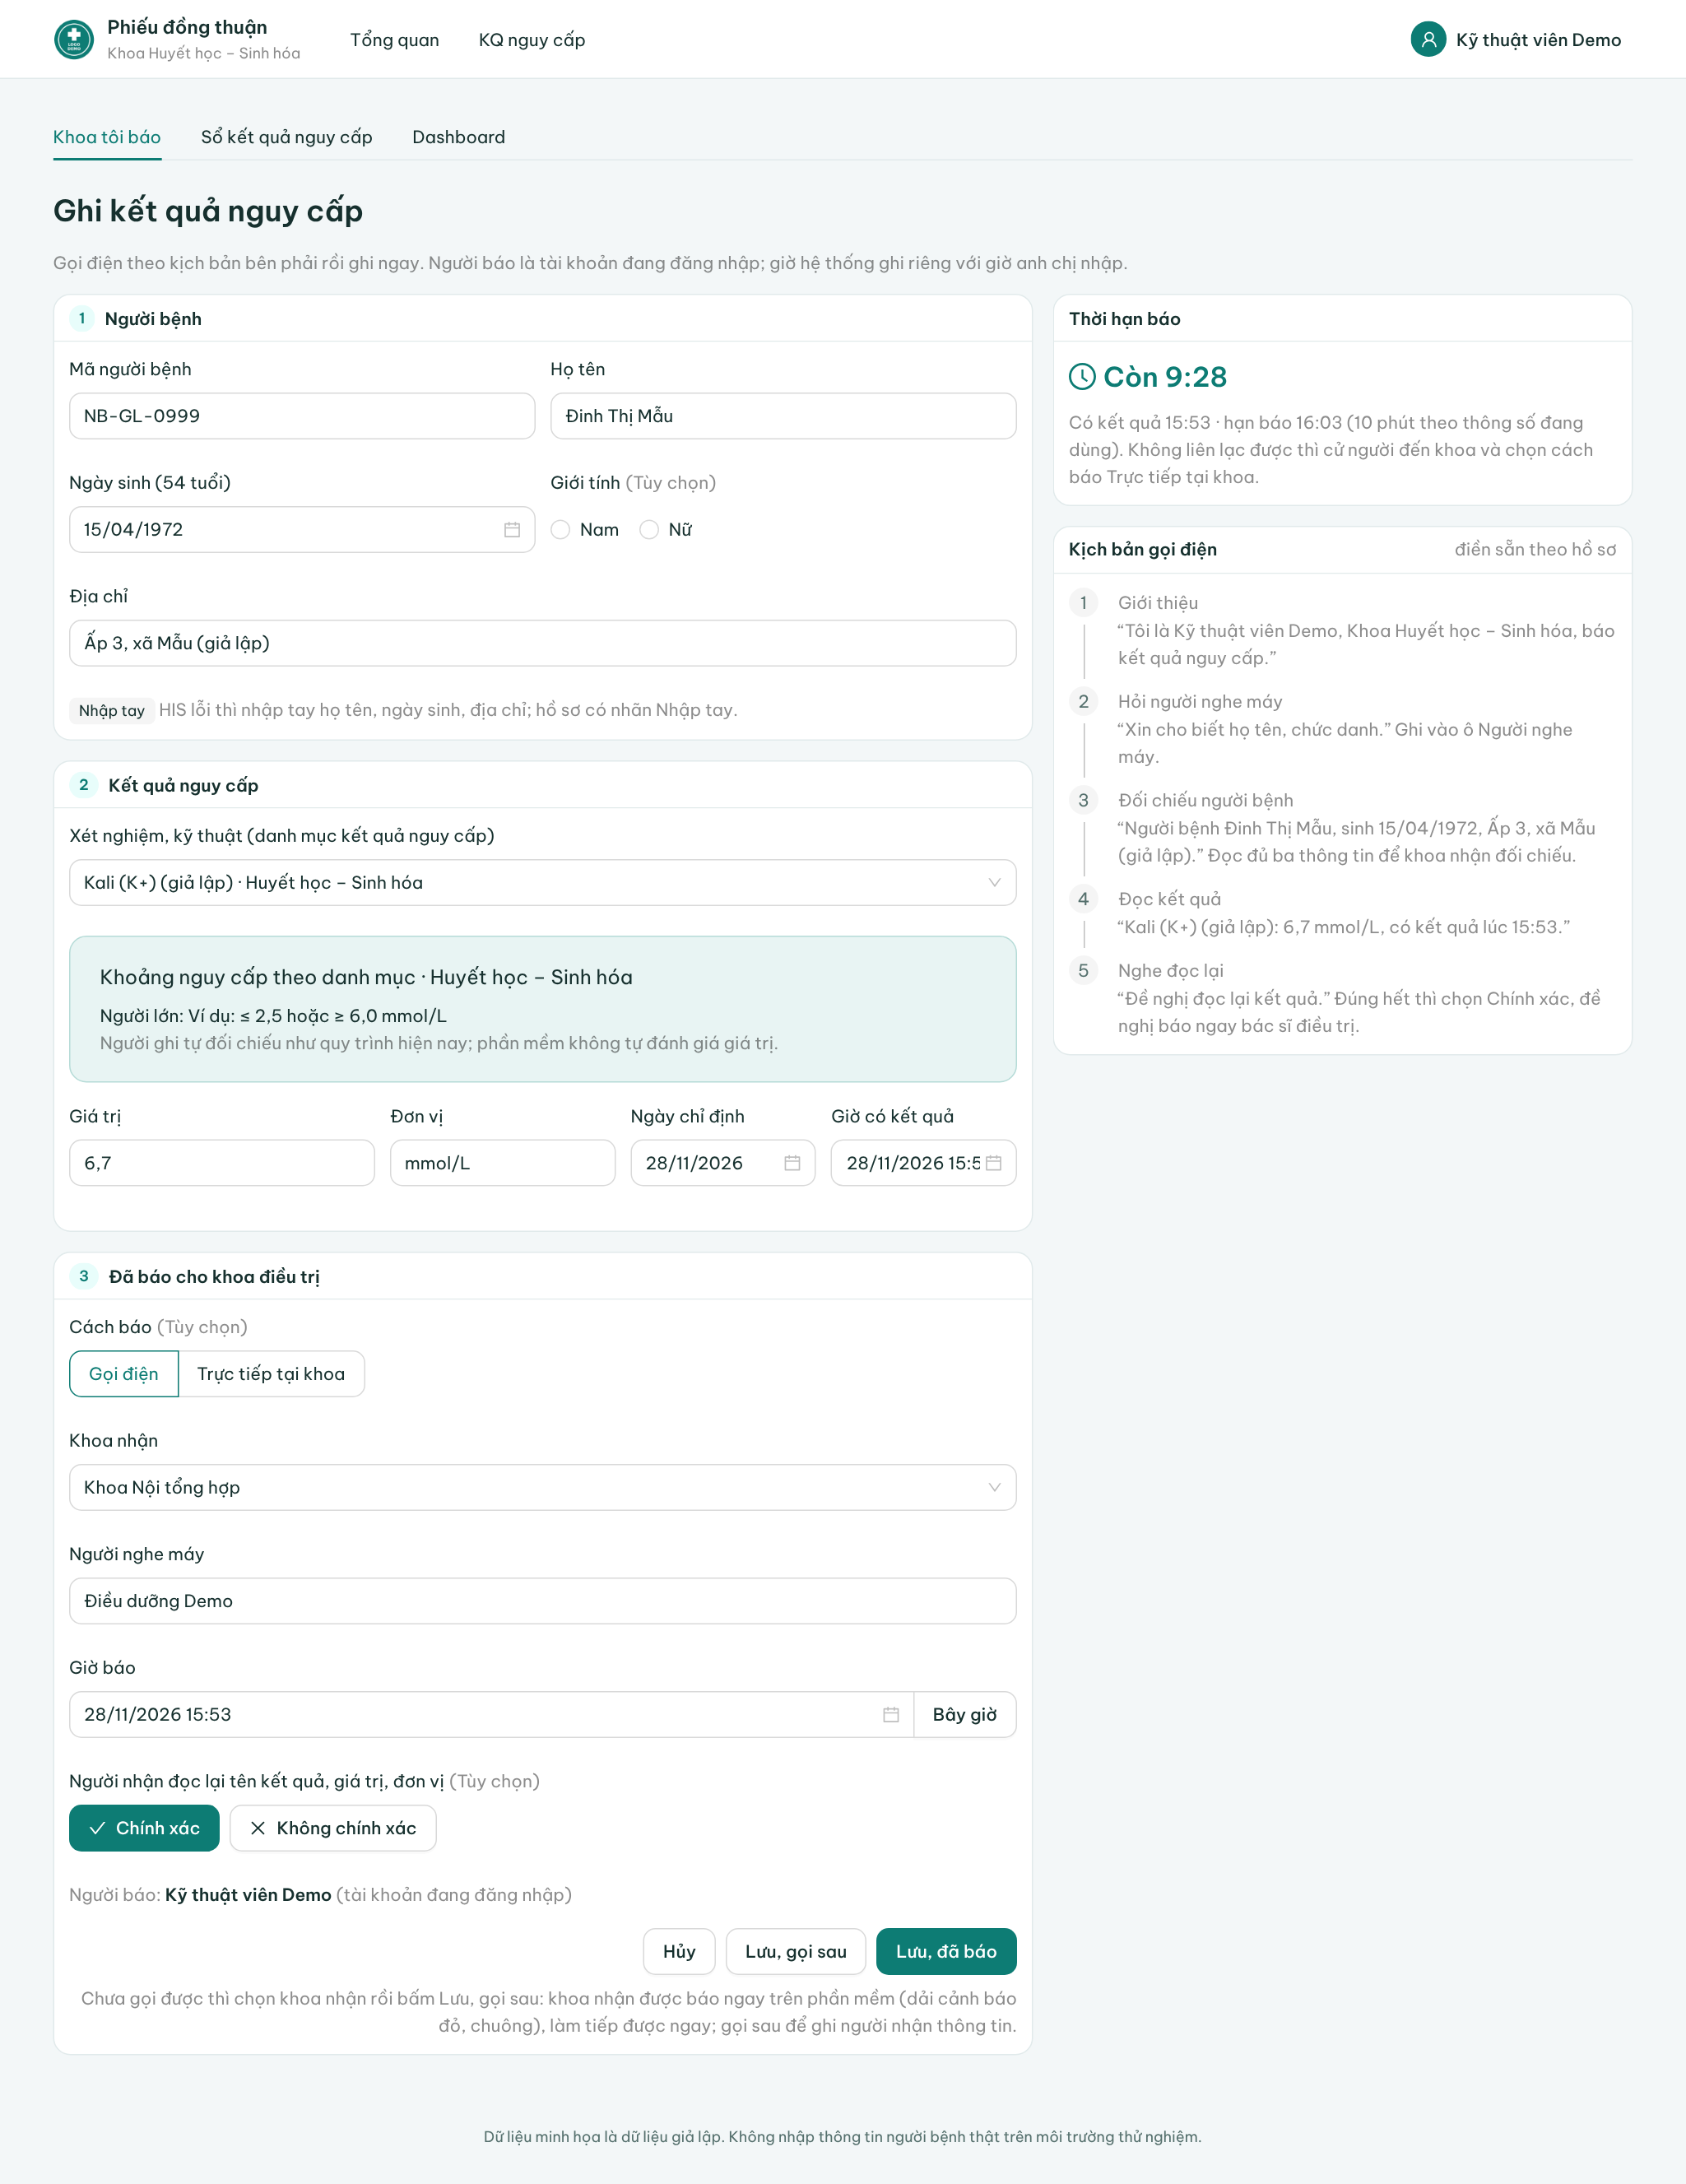 Phiếu đồng thuận
Khoa Huyết học – Sinh hóa
Tổng quan
KQ nguy cấp
Kỹ thuật viên Demo
LOGO
DEMO
Khoa tôi báo
Sổ kết quả nguy cấp
Dashboard
Ghi kết quả nguy cấp
Gọi điện theo kịch bản bên phải rồi ghi ngay. Người báo là tài khoản đang đăng nhập; giờ hệ thống ghi riêng với giờ anh chị nhập.
1 Người bệnh
Mã người bệnh
NB-GL-0999
Họ tên
Đinh Thị Mẫu
Ngày sinh (54 tuổi)
15/04/1972
Giới tính (Tùy chọn)
Nam
Nữ
Địa chỉ
Ấp 3, xã Mẫu (giả lập)
Nhập tay HIS lỗi thì nhập tay họ tên, ngày sinh, địa chỉ; hồ sơ có nhãn Nhập tay.
2 Kết quả nguy cấp
Xét nghiệm, kỹ thuật (danh mục kết quả nguy cấp)
Kali (K+) (giả lập) · Huyết học – Sinh hóa
Khoảng nguy cấp theo danh mục · Huyết học – Sinh hóa
Người lớn: Ví dụ: ≤ 2,5 hoặc ≥ 6,0 mmol/L
Người ghi tự đối chiếu như quy trình hiện nay; phần mềm không tự đánh giá giá trị.
Giá trị
6,7
Đơn vị
mmol/L
Ngày chỉ định
28/11/2026
Giờ có kết quả
28/11/2026 15:5
3 Đã báo cho khoa điều trị
Cách báo (Tùy chọn)
Gọi điện
Trực tiếp tại khoa
Khoa nhận
Khoa Nội tổng hợp
Người nghe máy
Điều dưỡng Demo
Giờ báo
28/11/2026 15:53
Bây giờ
Người nhận đọc lại tên kết quả, giá trị, đơn vị (Tùy chọn)
Chính xác
Không chính xác
Người báo: Kỹ thuật viên Demo (tài khoản đang đăng nhập)
Hủy
Lưu, gọi sau
Lưu, đã báo
Chưa gọi được thì chọn khoa nhận rồi bấm Lưu, gọi sau: khoa nhận được báo ngay trên phần mềm (dải cảnh báo
đỏ, chuông), làm tiếp được ngay; gọi sau để ghi người nhận thông tin.
Thời hạn báo
Còn 9:28
Có kết quả 15:53 · hạn báo 16:03 (10 phút theo thông số đang
dùng). Không liên lạc được thì cử người đến khoa và chọn cách
báo Trực tiếp tại khoa.
Kịch bản gọi điện
điền sẵn theo hồ sơ
1 Giới thiệu
“Tôi là Kỹ thuật viên Demo, Khoa Huyết học – Sinh hóa, báo
kết quả nguy cấp.”
2 Hỏi người nghe máy
“Xin cho biết họ tên, chức danh.” Ghi vào ô Người nghe
máy.
3 Đối chiếu người bệnh
“Người bệnh Đinh Thị Mẫu, sinh 15/04/1972, Ấp 3, xã Mẫu
(giả lập).” Đọc đủ ba thông tin để khoa nhận đối chiếu.
4 Đọc kết quả
“Kali (K+) (giả lập): 6,7 mmol/L, có kết quả lúc 15:53.”
5 Nghe đọc lại
“Đề nghị đọc lại kết quả.” Đúng hết thì chọn Chính xác, đề
nghị báo ngay bác sĩ điều trị.
Dữ liệu minh họa là dữ liệu giả lập. Không nhập thông tin người bệnh thật trên môi trường thử nghiệm.